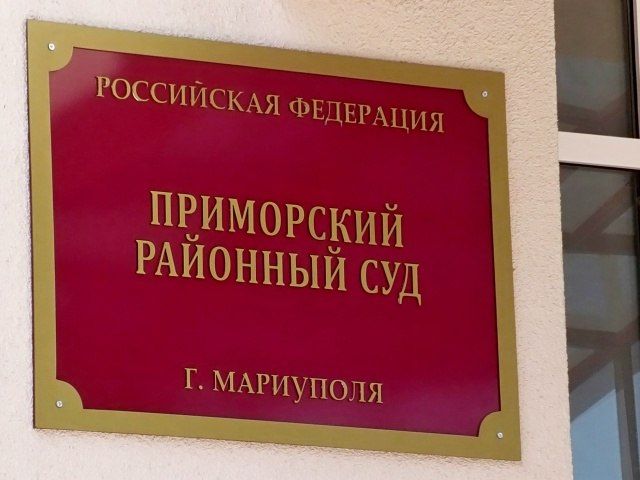 РОССИЙСКАЯ ФЕДЕРАЦИЯ
ПРИМОРСКИЙ
РАЙОННЫЙ СУД
Г. МАРИУПОЛЯ